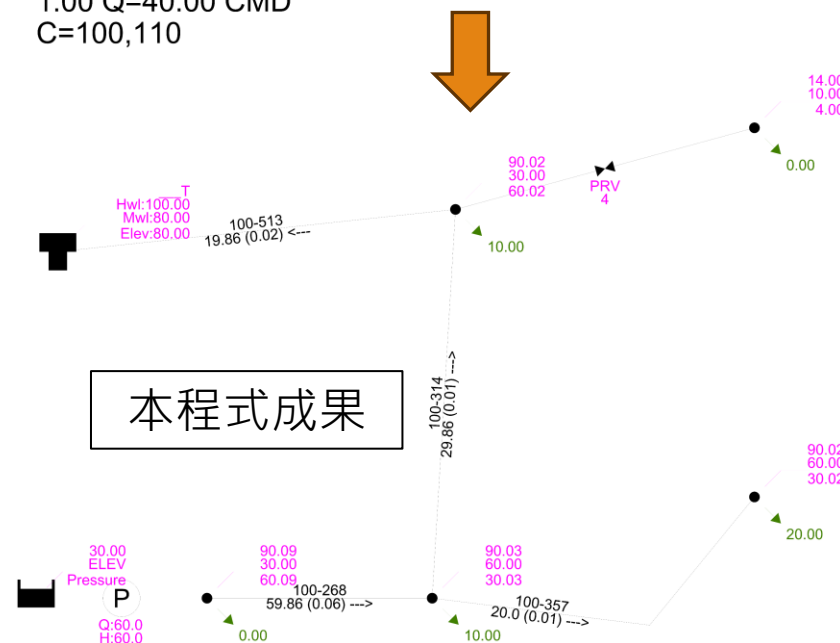 1.00 Q=40.00 CMD
C=100,110
14.00
10.00
4.00
0.00
90.02
30.00
60.02
PRV
4
10.00
T
Hwl:100.00
Mwl:80.00
Elev:80.00
100-513
19.86 (0.02) <---
100-314
29.86 (0.01) --->
本程式成果
90.02
60.00
30.02
20.00
30.00
ELEV
Pressure
P
Q:60.0
H:60.0
90.09
30.00
60.09
100-268
59.86 (0.06) --->
0.00
90.03
60.00
30.03
100-357
20.0 (0.01) --->
10.00